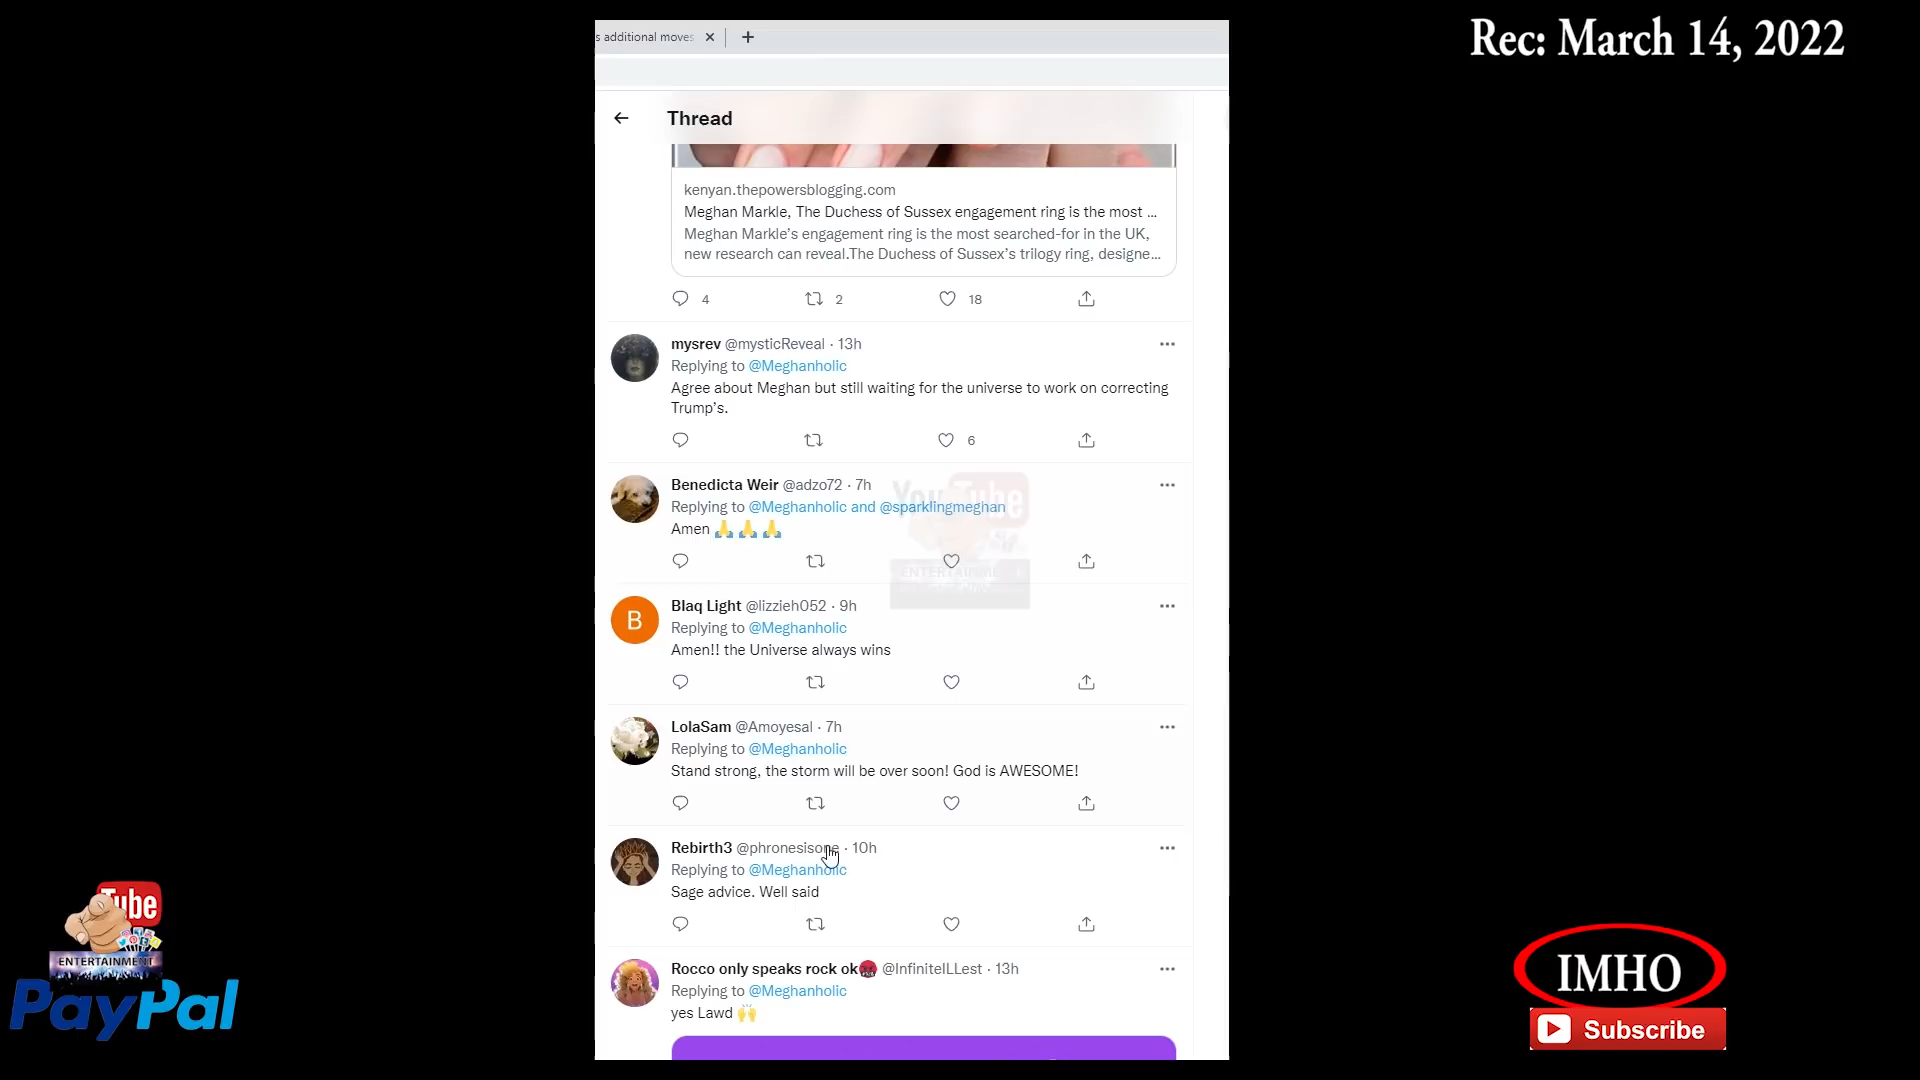 Rec: March 14, 2022
s additional moves
Thread
kenyan.thepowersblogging.com
Meghan Markle, The Duchess of Sussex engagement ring is the most ...
Meghan Markle's engagement ring is the most searched-for in the UK,
new research can reveal.The Duchess of Sussex's trilogy ring, designe...
4 2 18
mysrev @mysticReveal · 13h
Replying to @Meghanholic
Agree about Meghan but still waiting for the universe to work on correcting
Trump's.
6
Benedicta Weir @adzo72 · 7h
Replying to @Meghanholic and @sparklingmeghan
Amen 🙏🙏🙏
YouTube
ENTERTAINMENT
Blaq Light @lizzieh052 · 9h
B
Replying to @Meghanholic
Amen!! the Universe always wins
LolaSam @Amoyesal · 7h
Replying to @Meghanholic
Stand strong, the storm will be over soon! God is AWESOME!
Rebirth3 @phronesisone · 10h
Replying to @Meghanholic
Sage advice. Well said
Rocco only speaks rock ok @InfiniteILLest · 13h
Replying to @Meghanholic
yes Lawd 🙌
Tube
ENTERTAINMENT
PayPal
IMHO
Subscribe